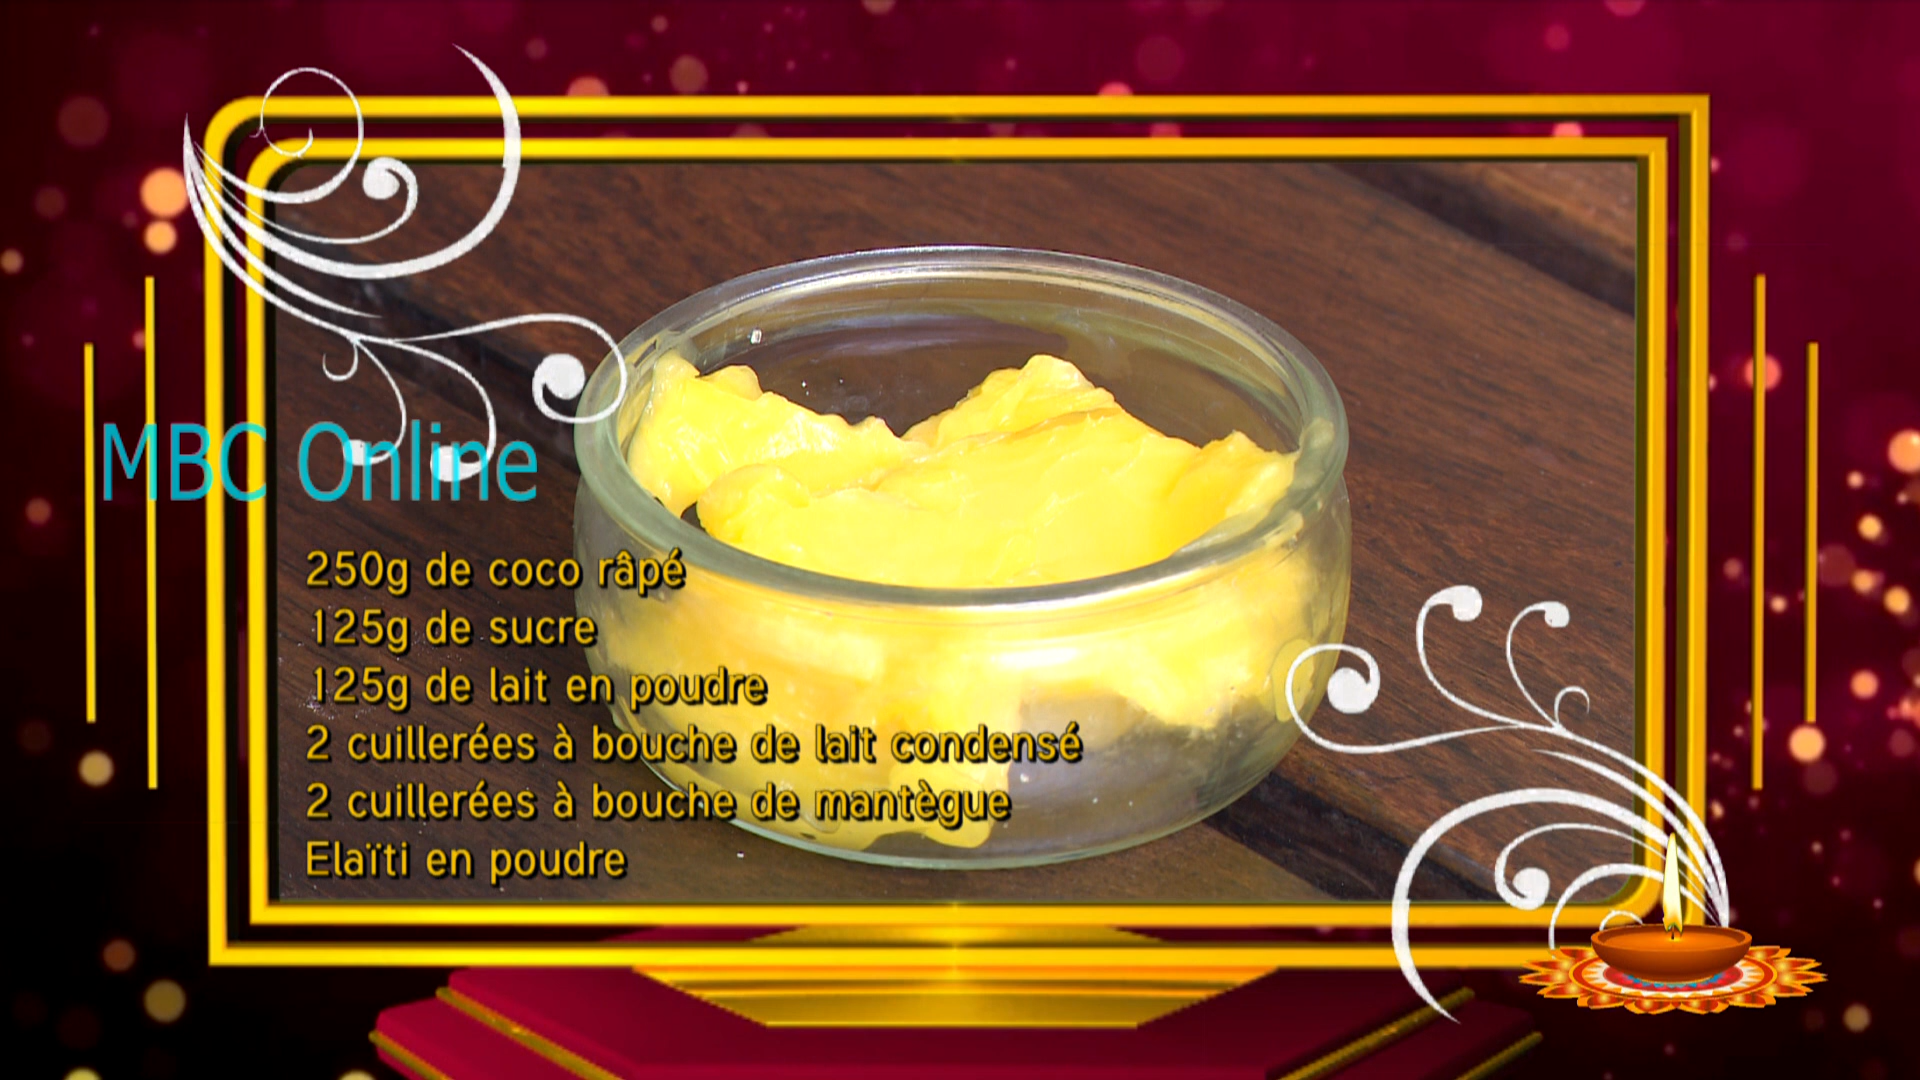 MBC Online
250g de coco râpé
125g de sucre
125g de lait en poudre
2 cuillerées à bouche de lait condensé
2 cuillerées à bouche de mantègue
Elaïti en poudre